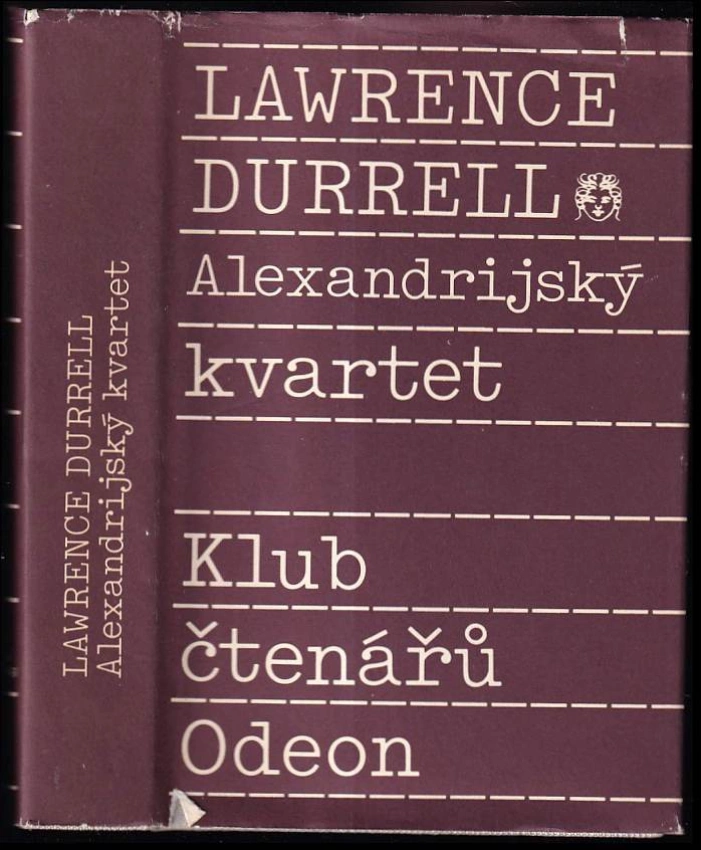 LAWRENCE
DURRELL
Alexandrijský
kvartet
Klub
čtenářů
Odeon
LAWRENCE DURRELL
Alexandrijský kvartet